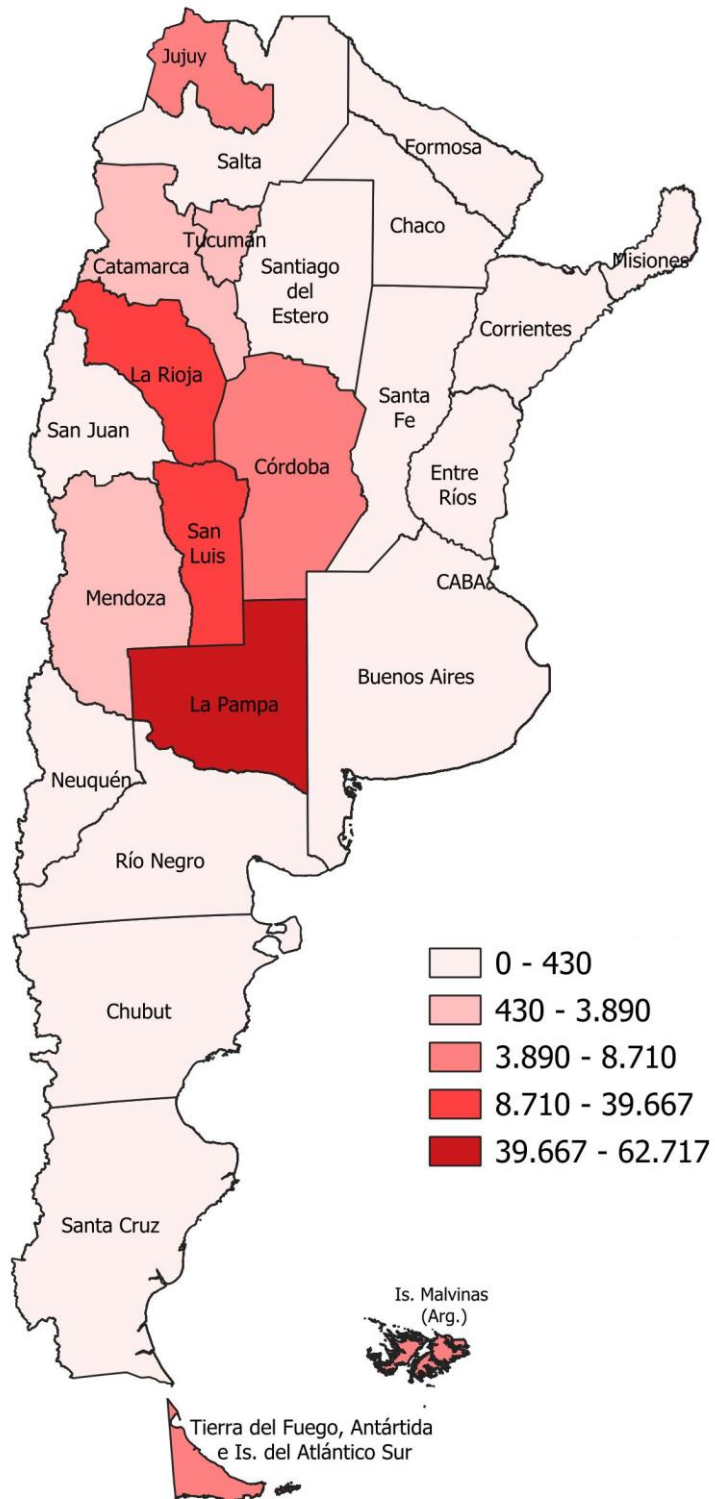 Jujuy
Salta
Formosa
Chaco
Tucumán
Catamarca
Santiago
del
Estero
Misiones
Corrientes
La Rioja
San Juan
Santa
Fe
Córdoba
Entre
Ríos
San
Luis
Mendoza
CABA
Buenos Aires
La Pampa
Neuquén
Río Negro
Chubut
Santa Cruz
0 - 430
430 - 3.890
3.890 - 8.710
8.710 - 39.667
39.667 - 62.717
Is. Malvinas
(Arg.)
Tierra del Fuego, Antártida
e Is. del Atlántico Sur